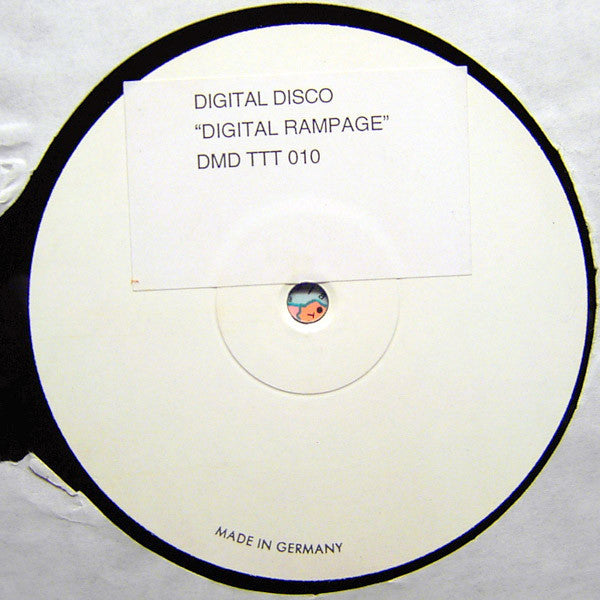 DIGITAL DISCO
“DIGITAL RAMPAGE”
DMD TTT 010
MADE IN GERMANY